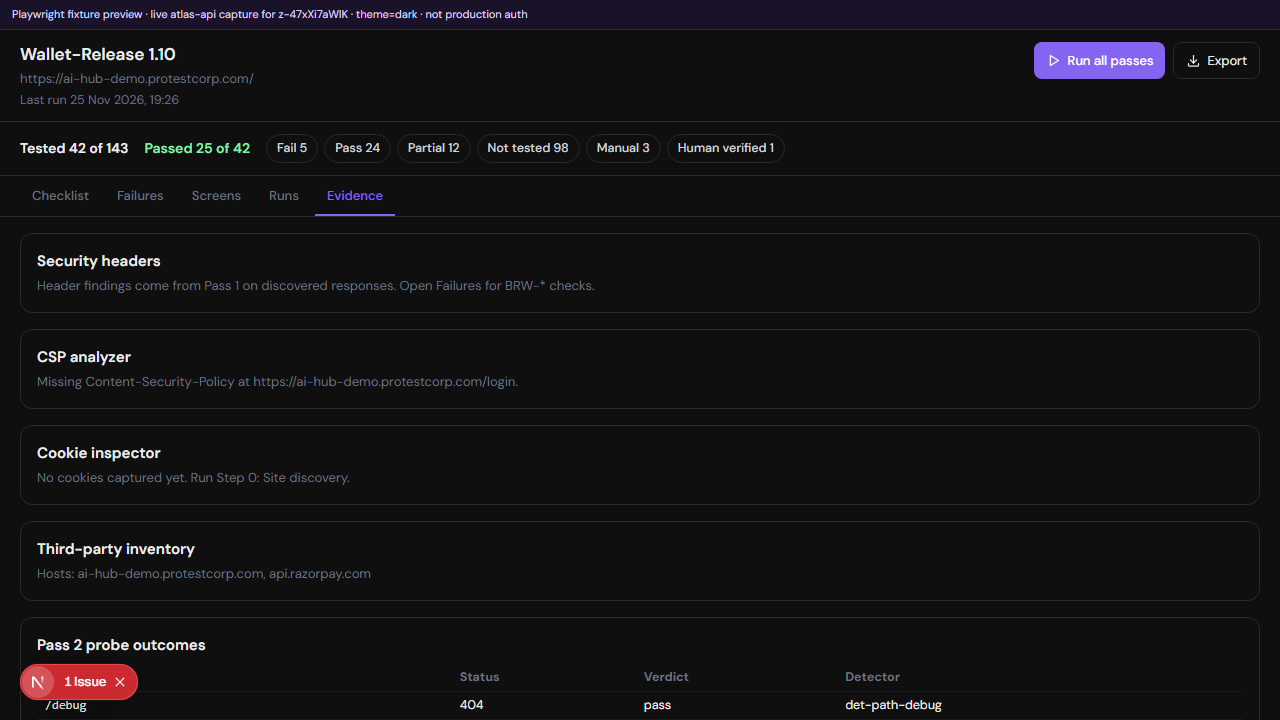 Playwright fixture preview · live atlas-api capture for z-47xXi7aWlK · theme=dark · not production auth
Wallet-Release 1.10
https://ai-hub-demo.protestcorp.com/
Last run 25 Nov 2026, 19:26
Run all passes
Export
Tested 42 of 143
Passed 25 of 42
Fail 5
Pass 24
Partial 12
Not tested 98
Manual 3
Human verified 1
Checklist
Failures
Screens
Runs
Evidence
Security headers
Header findings come from Pass 1 on discovered responses. Open Failures for BRW-* checks.
CSP analyzer
Missing Content-Security-Policy at https://ai-hub-demo.protestcorp.com/login.
Cookie inspector
No cookies captured yet. Run Step 0: Site discovery.
Third-party inventory
Hosts: ai-hub-demo.protestcorp.com, api.razorpay.com
Pass 2 probe outcomes
Status Verdict Detector
N 1 Issue
/debug 404 pass det-path-debug